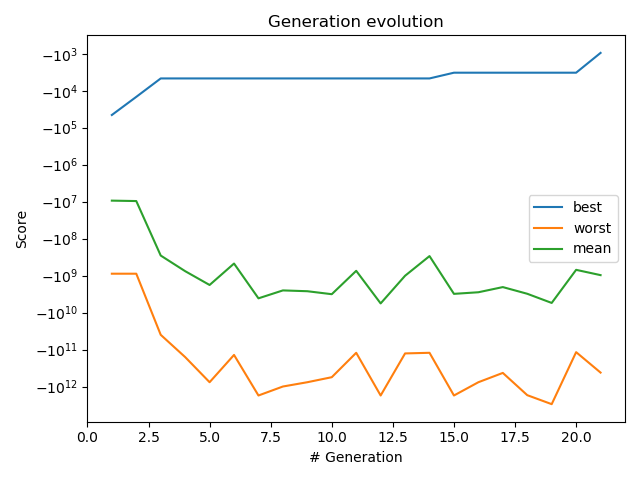 Generation evolution
Score
−10³
−10⁴
−10⁵
−10⁶
−10⁷
−10⁸
−10⁹
−10¹⁰
−10¹¹
−10¹²
best
worst
mean
0.0 2.5 5.0 7.5 10.0 12.5 15.0 17.5 20.0
# Generation